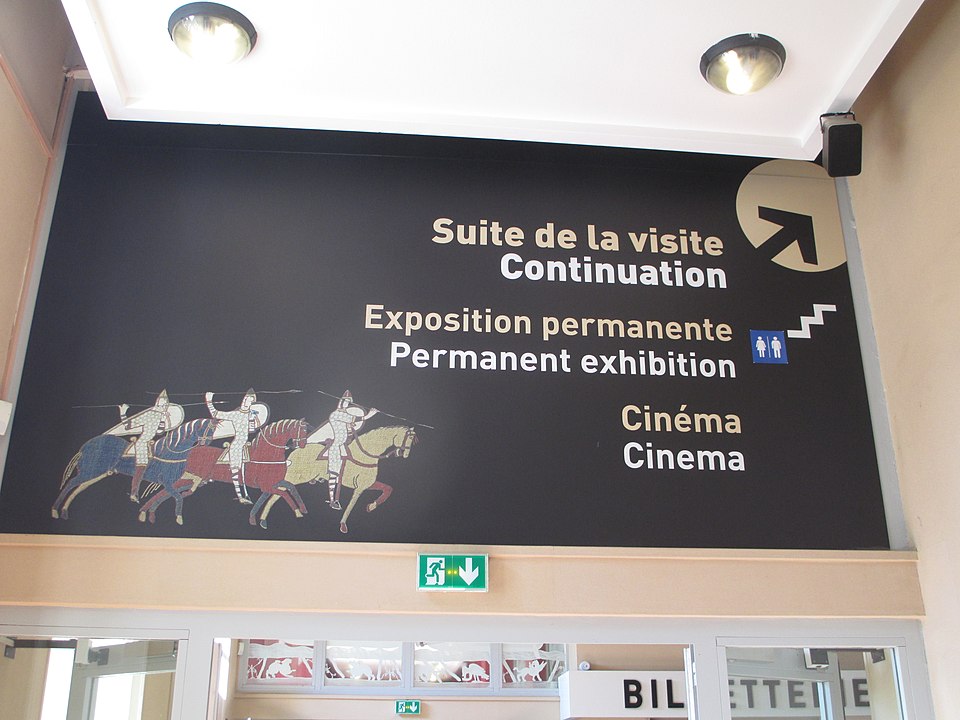 Suite de la visite
Continuation
Exposition permanente
Permanent exhibition
Cinéma
Cinema
BILLETTERIE